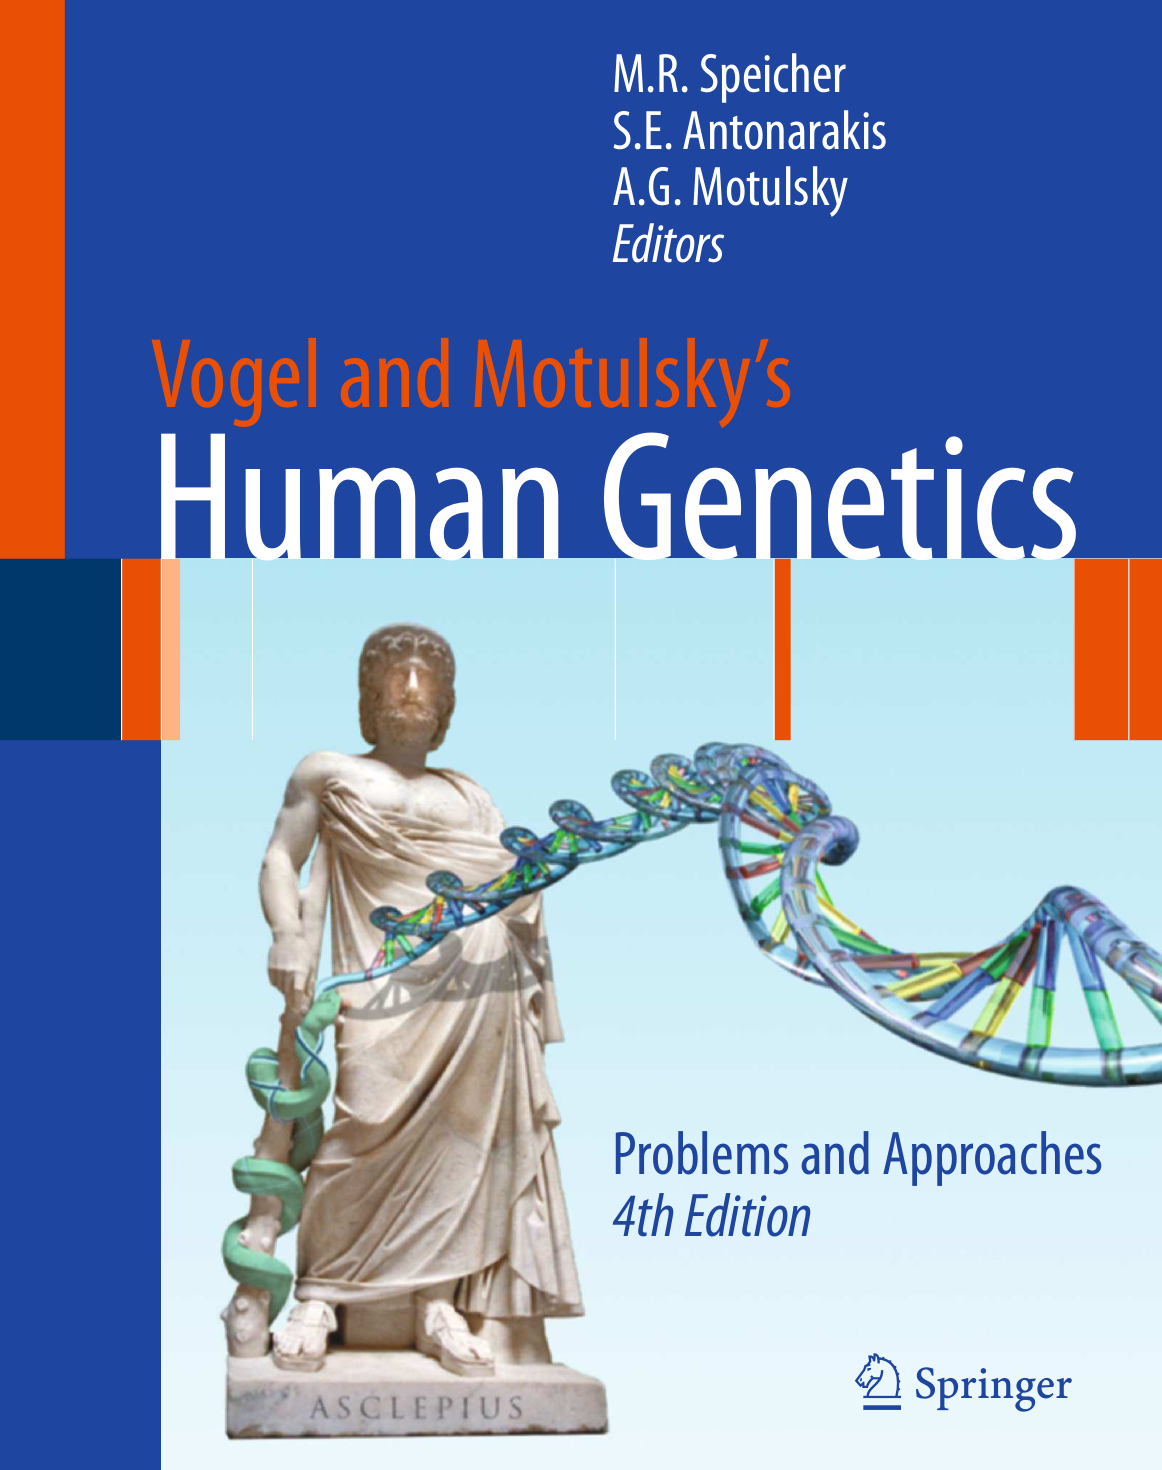 M.R. Speicher
S.E. Antonarakis
A.G. Motulsky
Editors
Vogel and Motulsky’s
Human Genetics
Problems and Approaches
4th Edition
ASCLEPIUS
Springer